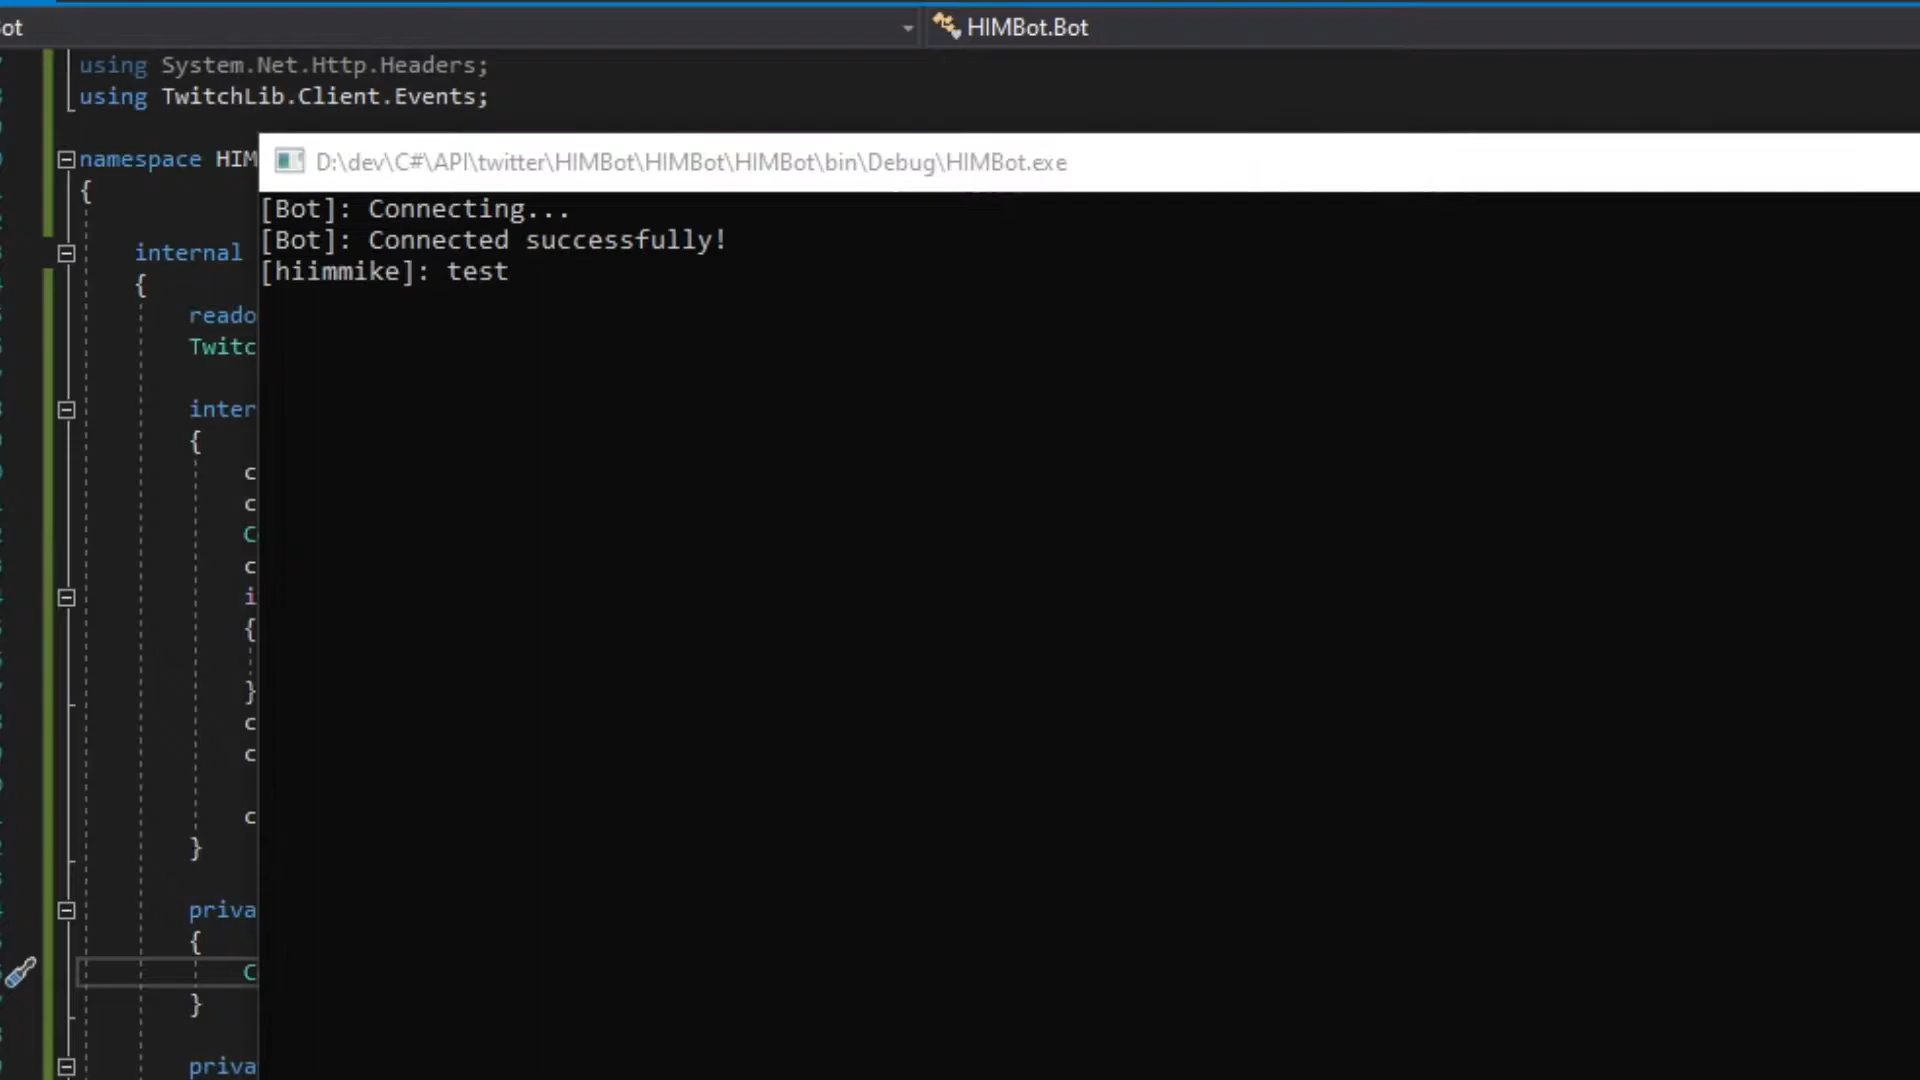 ot
HIMBot.Bot
using System.Net.Http.Headers;
using TwitchLib.Client.Events;
namespace HIM
D:\dev\C#\API\twitter\HIMBot\HIMBot\HIMBot\bin\Debug\HIMBot.exe
{
[Bot]: Connecting...
[Bot]: Connected successfully!
internal
[hiimmike]: test
{
reado
Twitc
inter
{
c
c
C
c
i
{
}
c
c
c
}
priva
{
C
}
priva